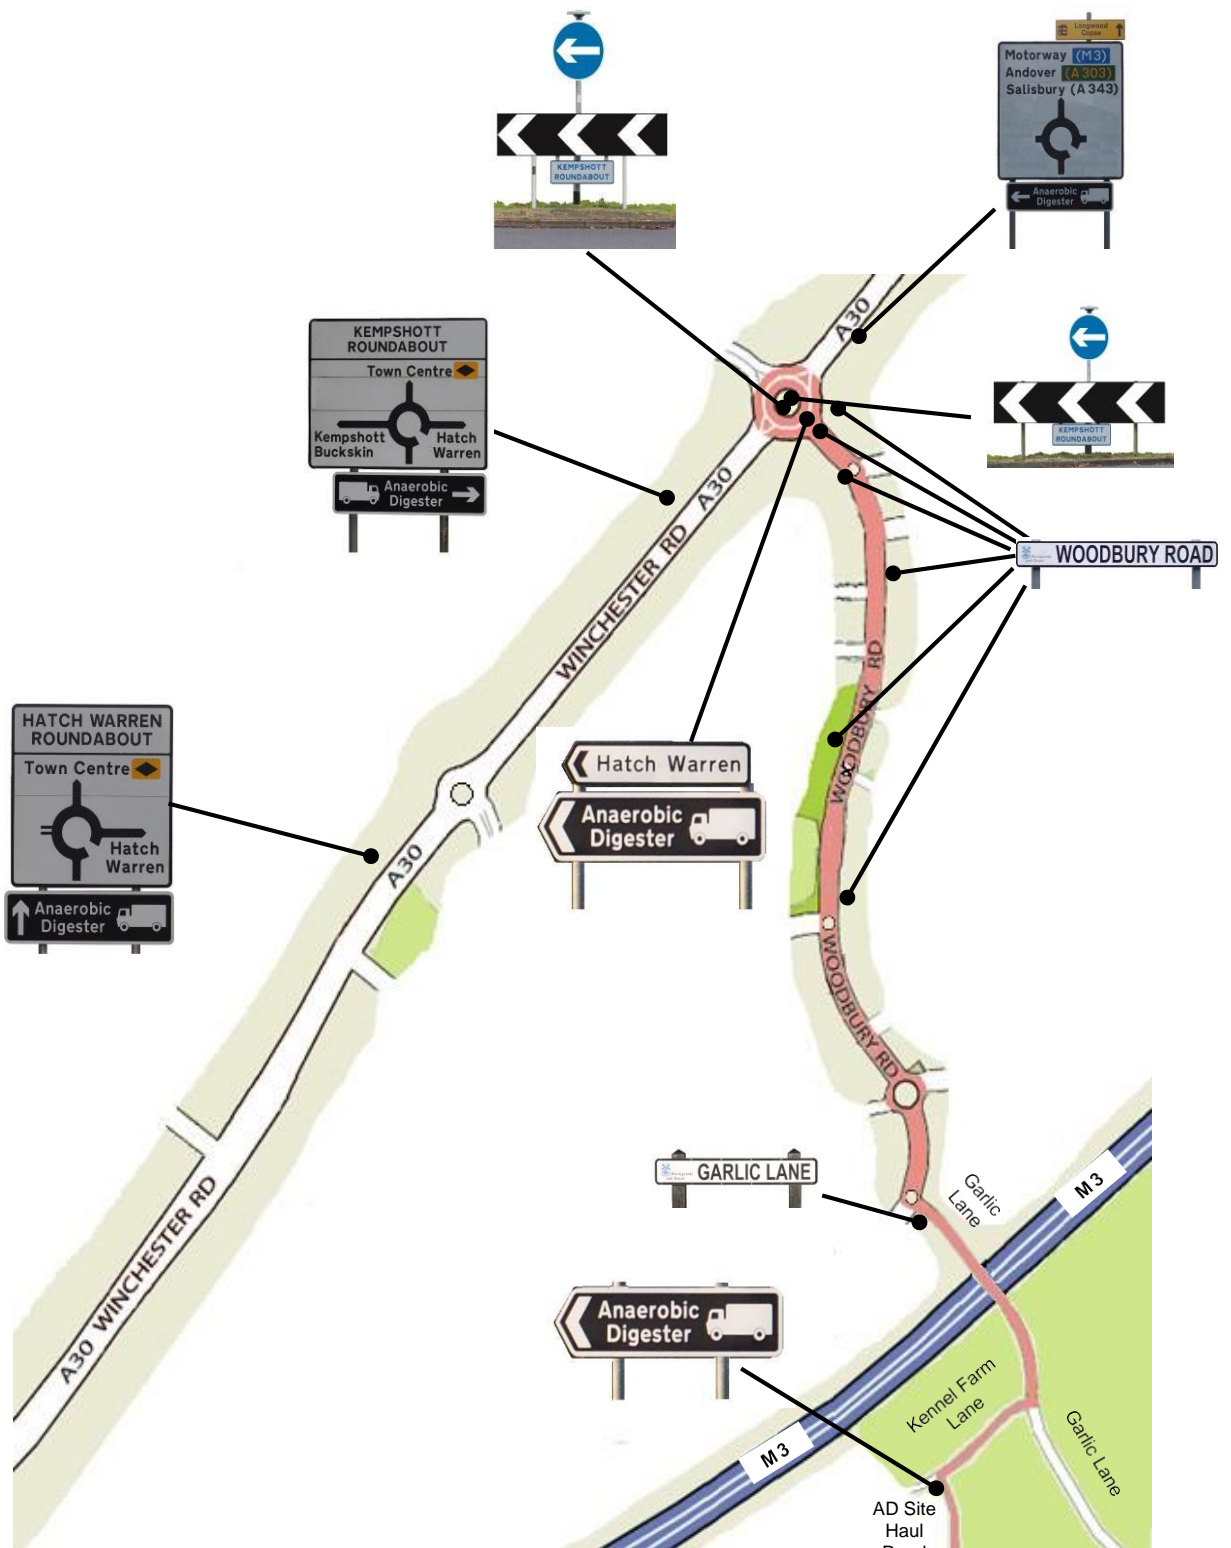 Longwood
Copse
Motorway (M3)
Andover (A303)
Salisbury (A343)
Anaerobic
Digester
KEMPSHOTT
ROUNDABOUT
KEMPSHOTT
ROUNDABOUT
Town Centre
Kempshott
Buckskin
Hatch
Warren
Anaerobic
Digester
A30
KEMPSHOTT
ROUNDABOUT
WOODBURY ROAD
WINCHESTER RD A30
WOODBURY RD
HATCH WARREN
ROUNDABOUT
Town Centre
Hatch
Warren
Anaerobic
Digester
Hatch Warren
Anaerobic
Digester
A30
WOODBURY RD
GARLIC LANE
Garlic
Lane
M3
A30 WINCHESTER RD
Anaerobic
Digester
Kennel Farm
Lane
Garlic Lane
M3
AD Site
Haul